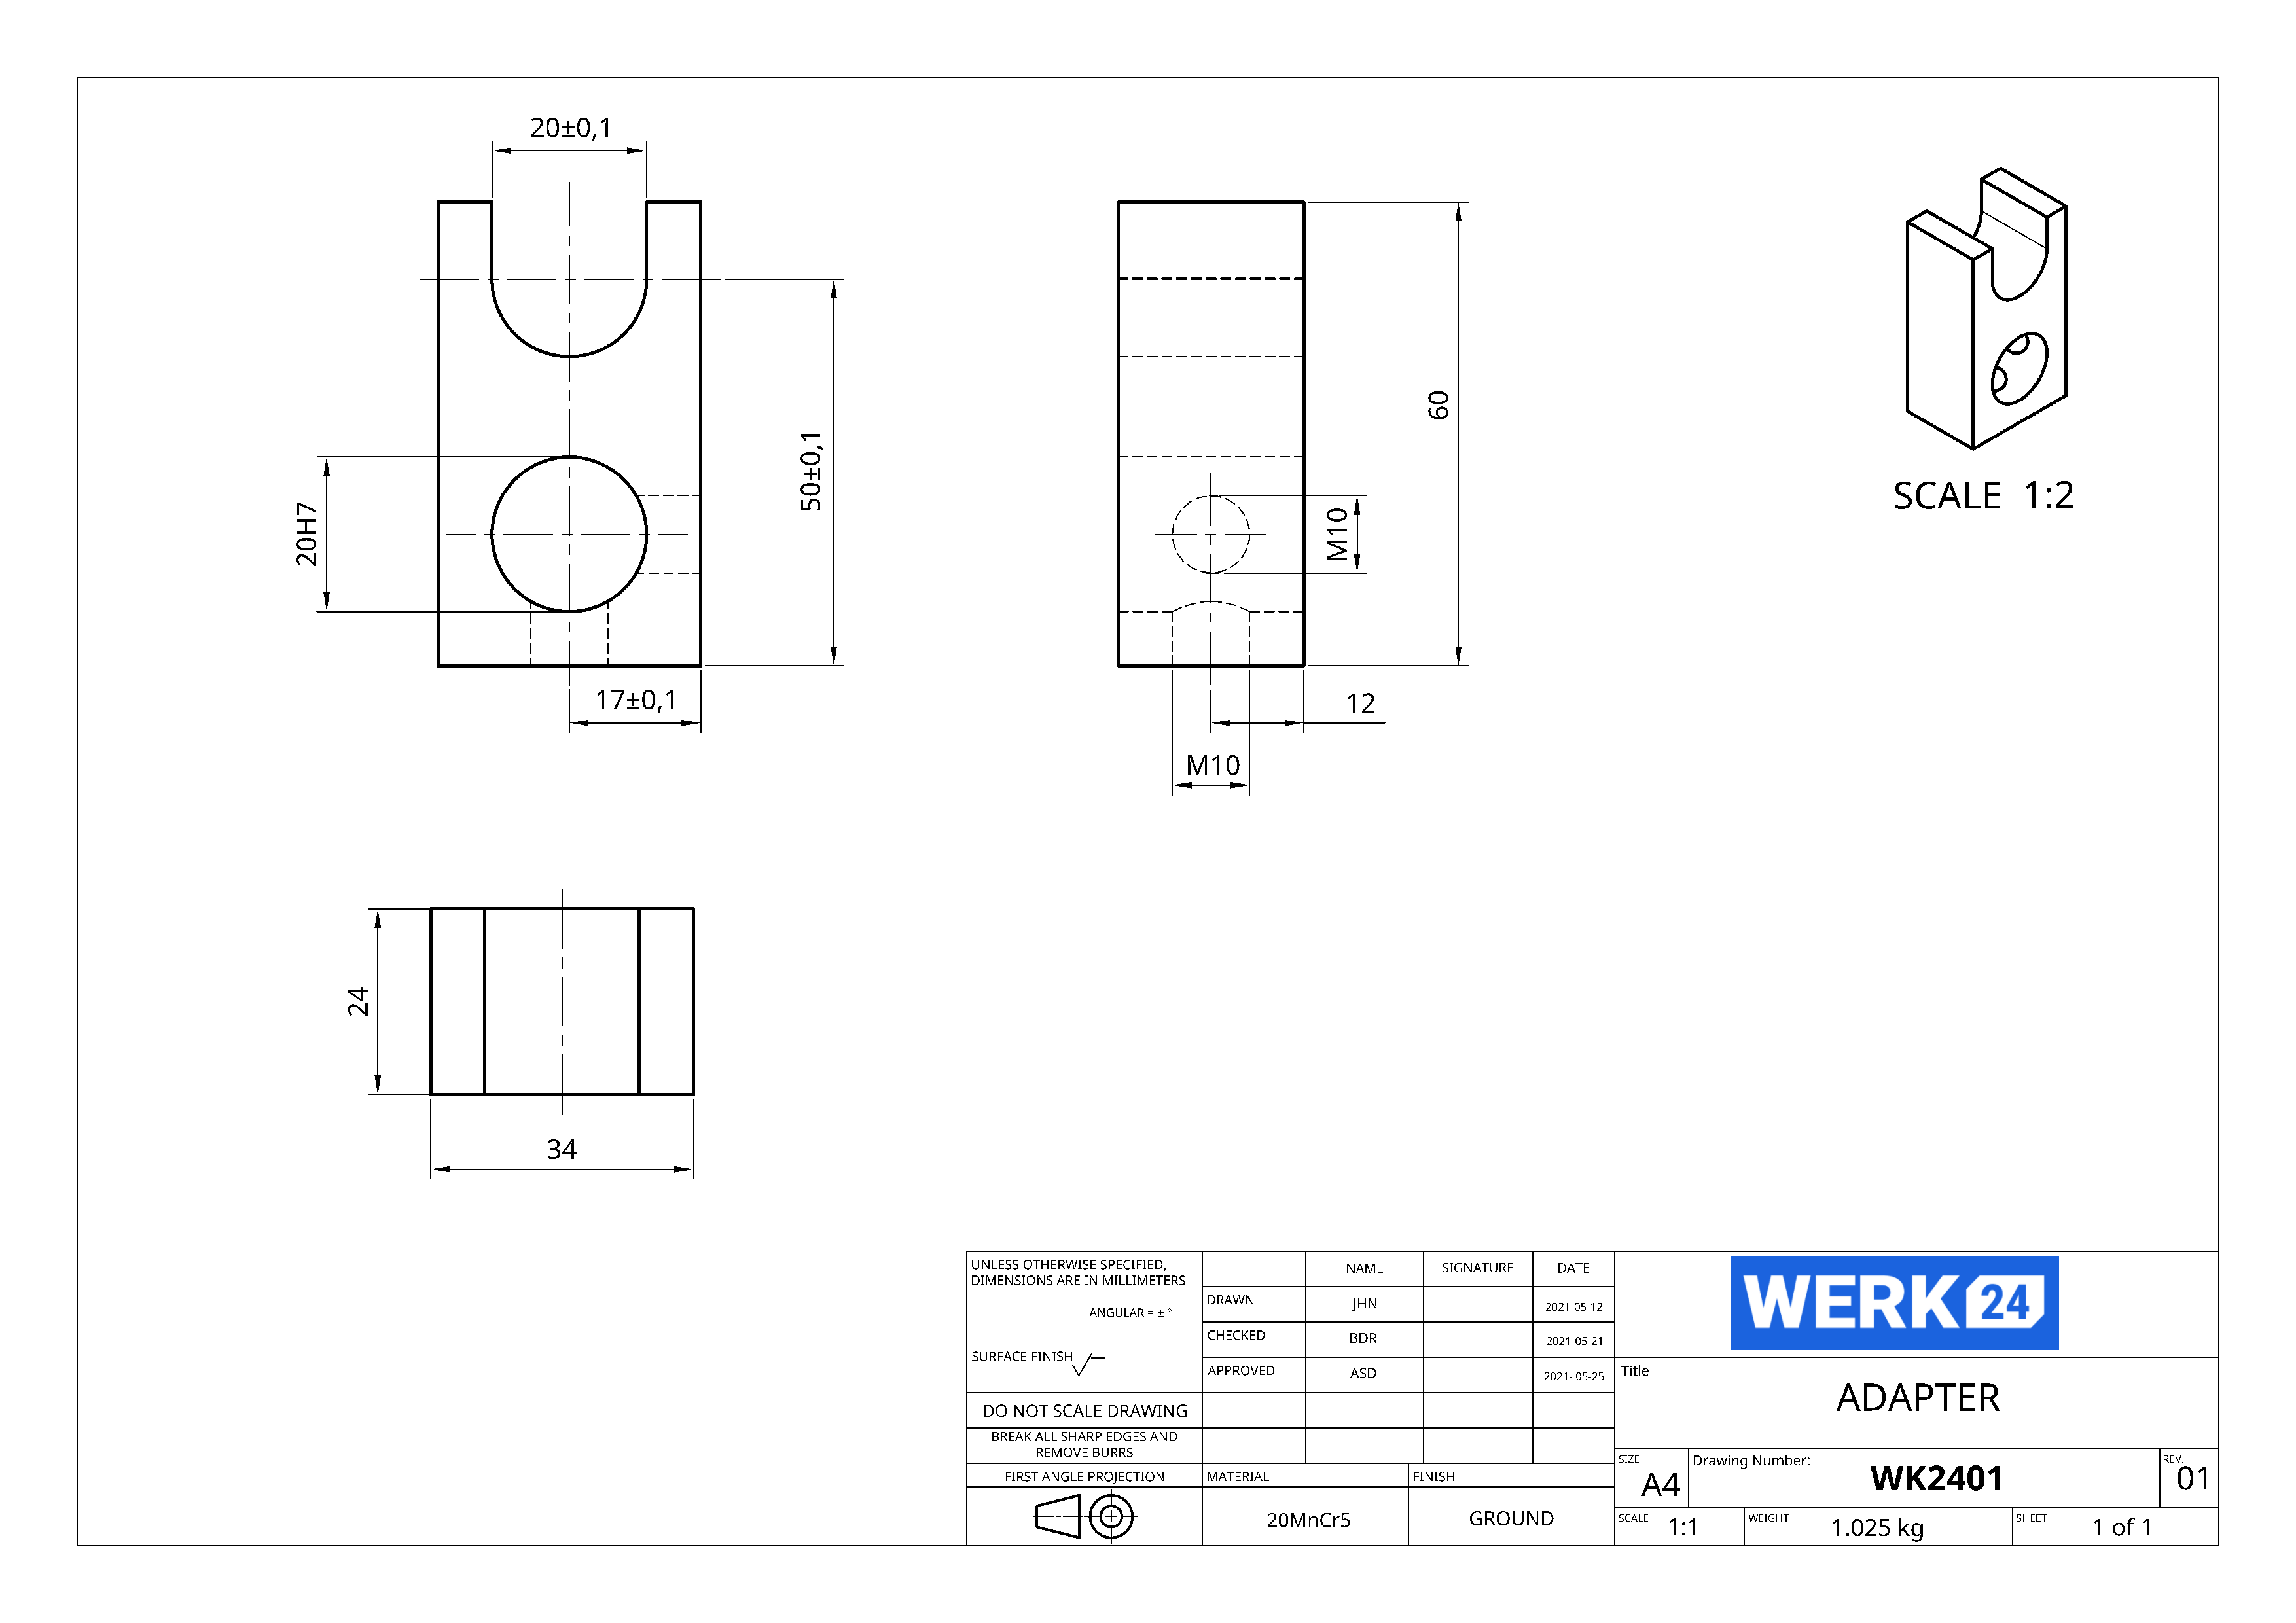 20±0,1
20H7
50±0,1
17±0,1
60
M10
12
M10
SCALE 1:2
24
34
UNLESS OTHERWISE SPECIFIED,
DIMENSIONS ARE IN MILLIMETERS
ANGULAR = ± °
SURFACE FINISH
DO NOT SCALE DRAWING
BREAK ALL SHARP EDGES AND
REMOVE BURRS
FIRST ANGLE PROJECTION
NAME SIGNATURE DATE
DRAWN JHN 2021-05-12
CHECKED BDR 2021-05-21
APPROVED ASD 2021- 05-25
MATERIAL
20MnCr5
FINISH
GROUND
WERK24
Title
ADAPTER
SIZE
A4
Drawing Number:
WK2401
REV.
01
SCALE 1:1
WEIGHT 1.025 kg
SHEET 1 of 1